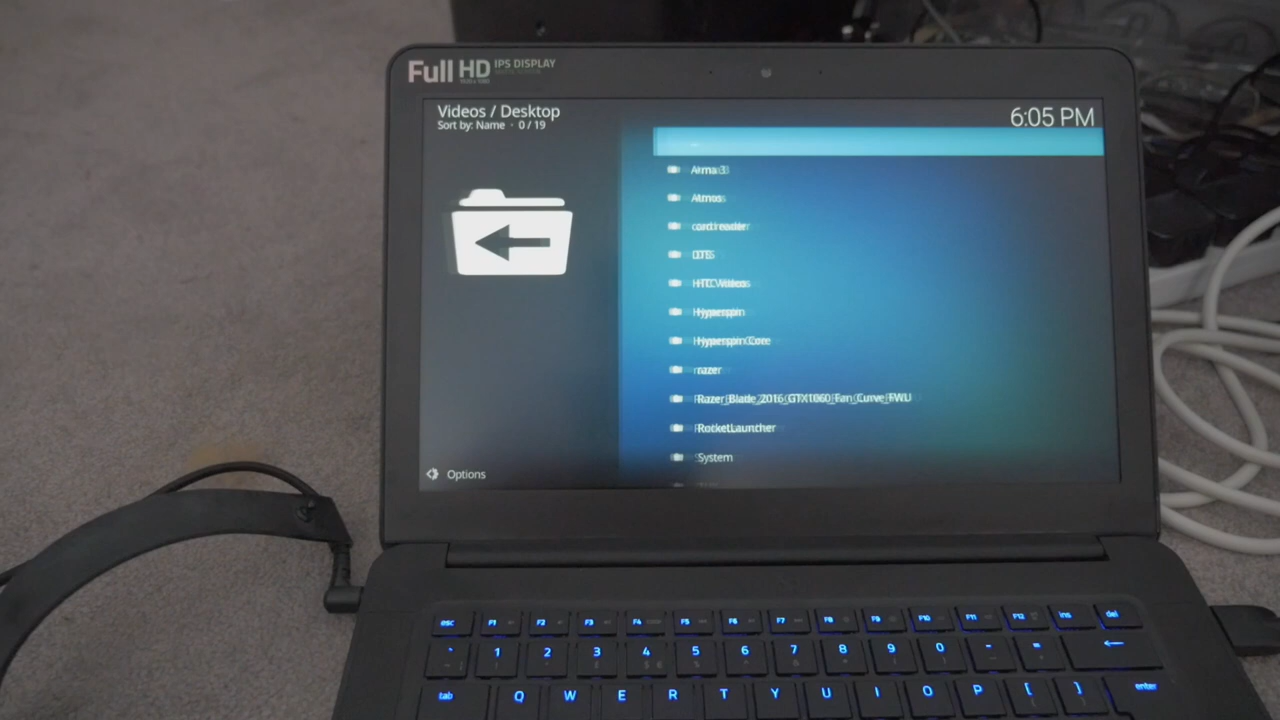 Full HD IPS DISPLAY
Videos / Desktop
Sort by: Name · 0 / 19
6:05 PM
Arma 3
Atmos
card reader
DTS
HTC Videos
Hyperspin
Hyperspin Core
razer
Razer_Blade_2016_GTX1060_Fan_Curve_FWU
RocketLauncher
System
Options
esc F1 F2 F3 F4 F5 F6 F7 F8 F9 F10 F11 F12 ins del
1 2 3 4 5 6 7 8 9 0
tab Q W E R T Y U I O P [ ] enter